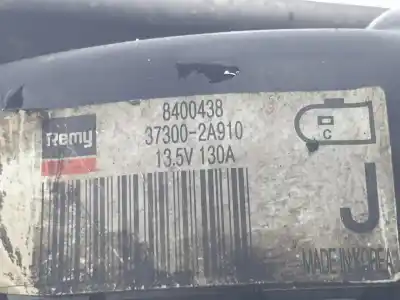 8400438
Remy
37300-2A910
C
13.5V 130A
J
MADE IN KOREA